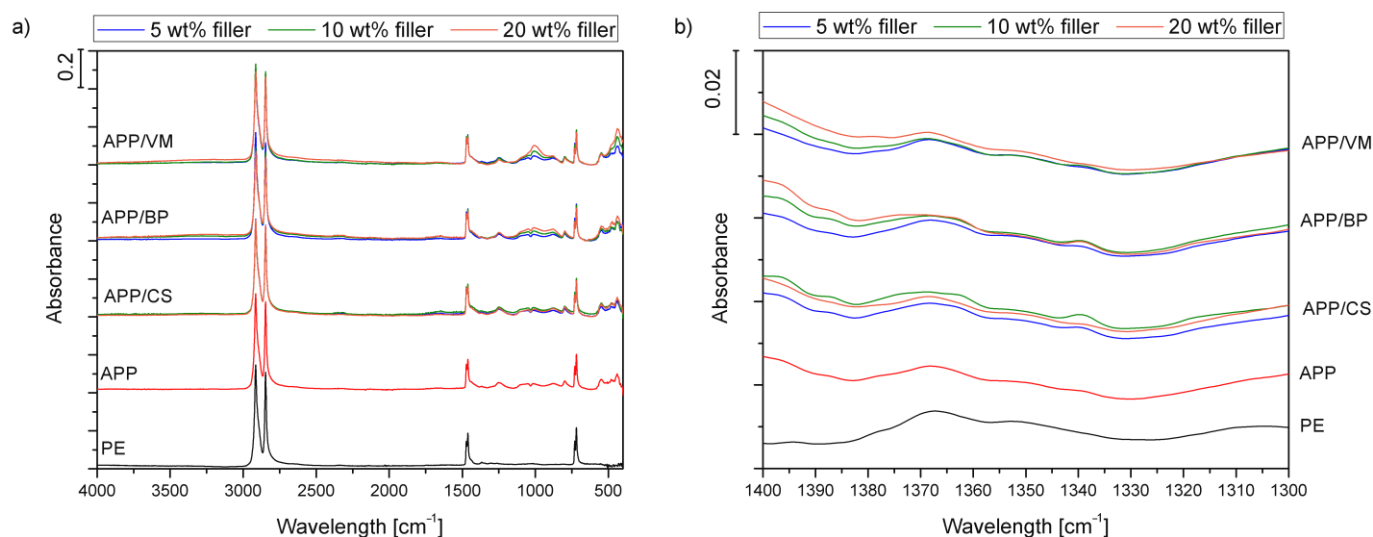 a)
5 wt% filler 10 wt% filler 20 wt% filler
0.2
APP/VM
APP/BP
APP/CS
APP
PE
Absorbance
4000 3500 3000 2500 2000 1500 1000 500
Wavelength [cm⁻¹]
b)
5 wt% filler 10 wt% filler 20 wt% filler
0.02
APP/VM
APP/BP
APP/CS
APP
PE
Absorbance
1400 1390 1380 1370 1360 1350 1340 1330 1320 1310 1300
Wavelength [cm⁻¹]